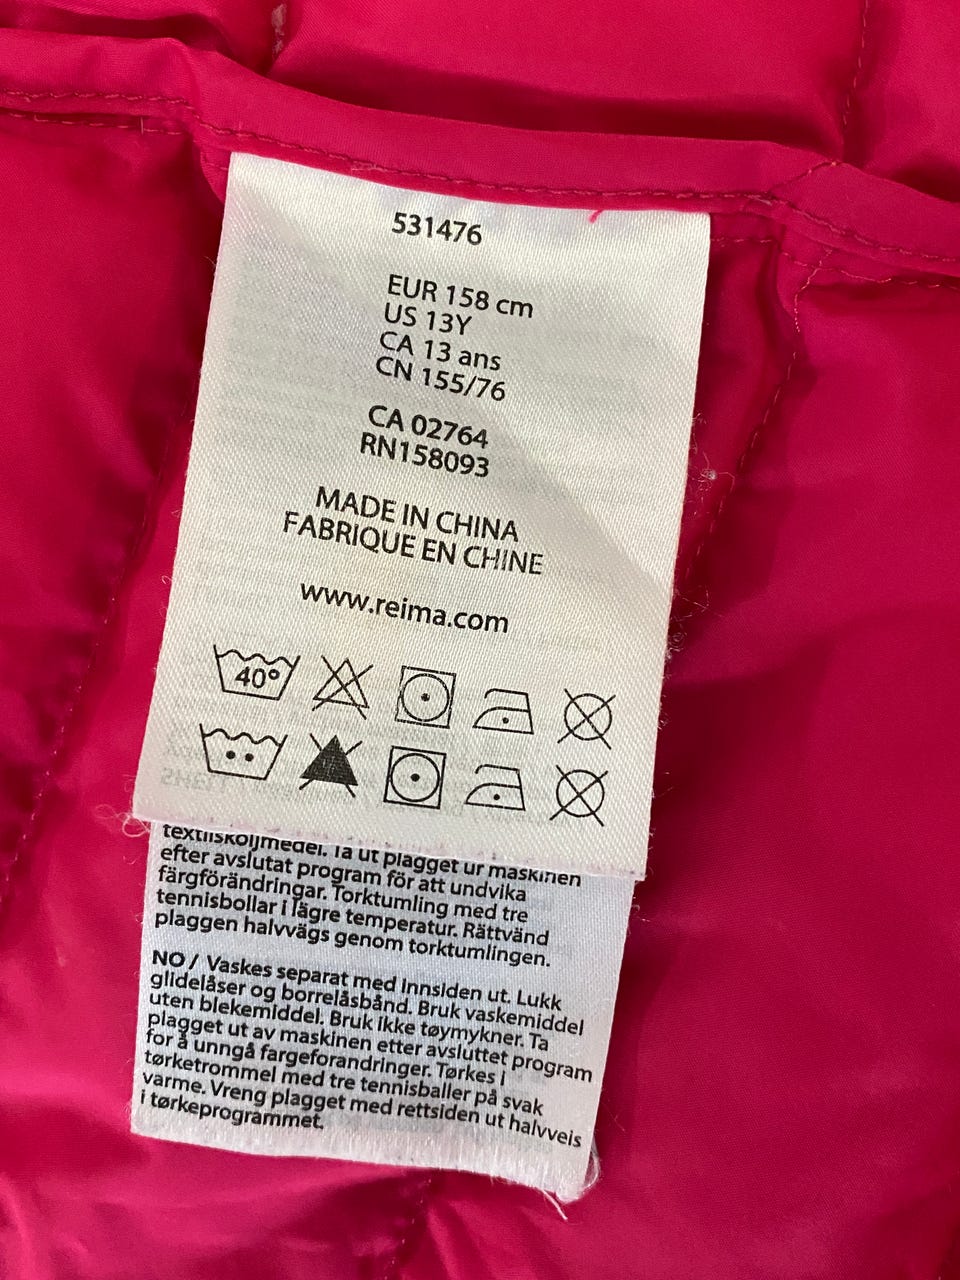 531476
EUR 158 cm
US 13Y
CA 13 ans
CN 155/76
CA 02764
RN158093
MADE IN CHINA
FABRIQUE EN CHINE
www.reima.com
40°
textilsköljmedel. Ta ut plagget ur maskinen
efter avslutat program för att undvika
färgförändringar. Torktumling med tre
tennisbollar i lägre temperatur. Rättvänd
plaggen halvvägs genom torktumlingen.
NO / Vaskes separat med innsiden ut. Lukk
glidelåser og borrelåsbånd. Bruk vaskemiddel
uten blekemiddel. Bruk ikke tøymykner. Ta
plagget ut av maskinen etter avsluttet program
for å unngå fargeforandringer. Tørkes i
tørketrommel med tre tennisballer på svak
varme. Vreng plagget med rettsiden ut halvveis
i tørkeprogrammet.